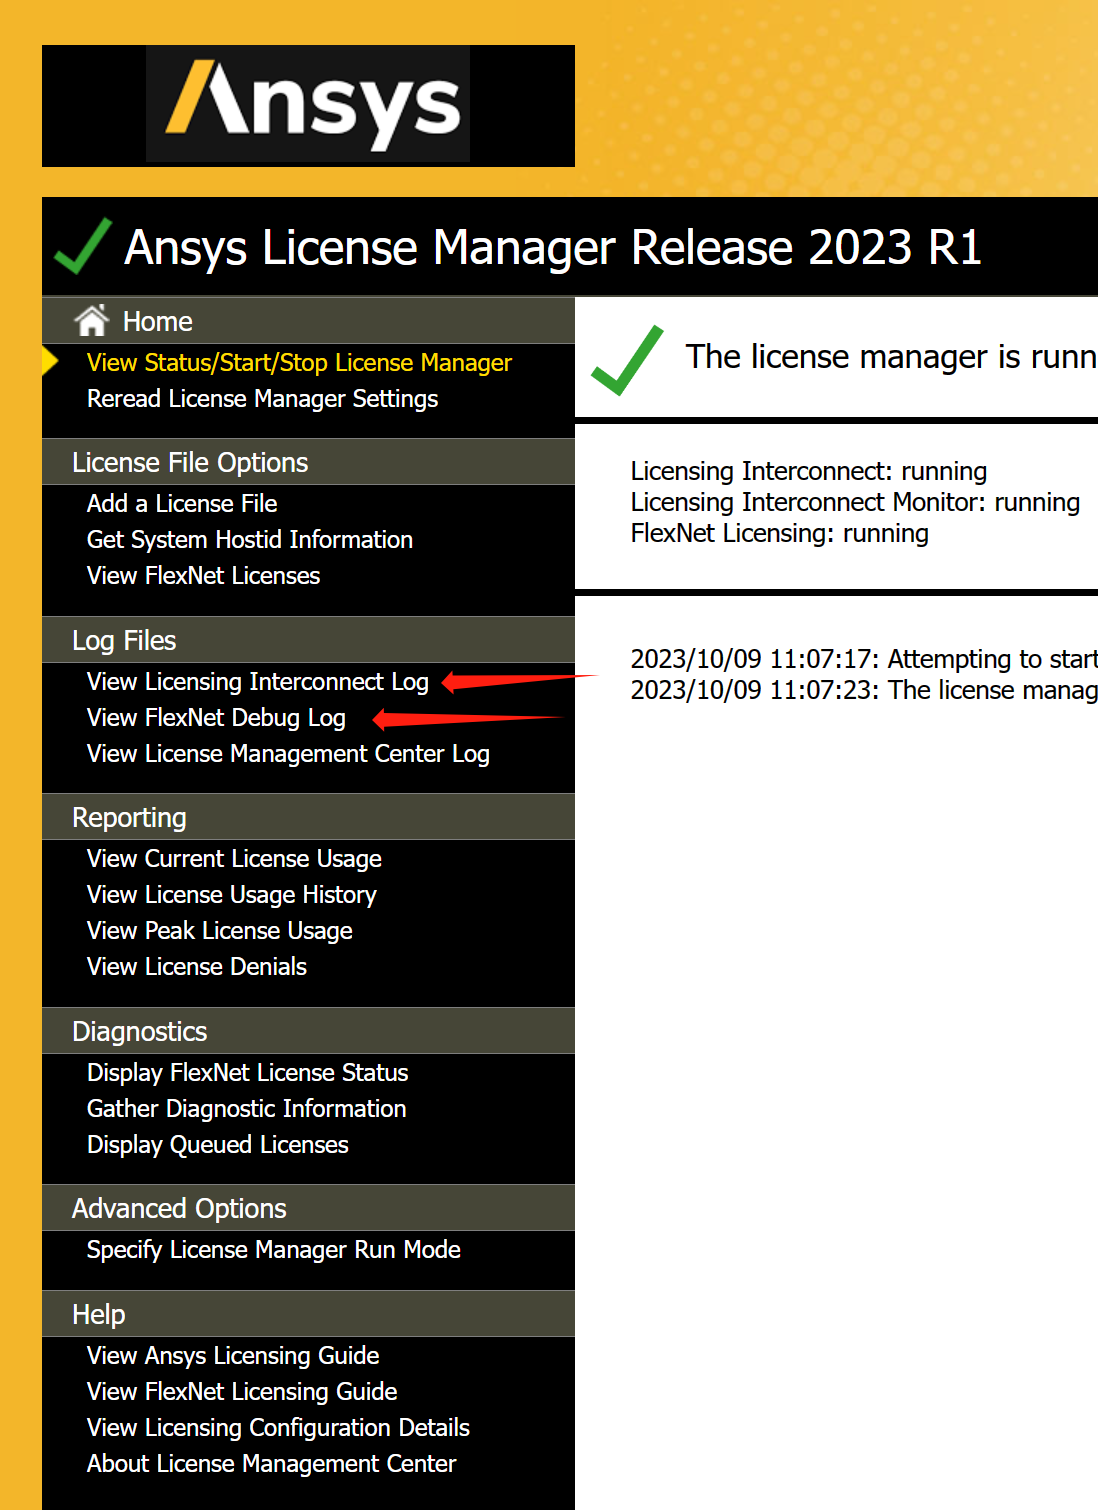 Ansys
Ansys License Manager Release 2023 R1
Home
View Status/Start/Stop License Manager
Reread License Manager Settings
License File Options
Add a License File
Get System Hostid Information
View FlexNet Licenses
Log Files
View Licensing Interconnect Log
View FlexNet Debug Log
View License Management Center Log
Reporting
View Current License Usage
View License Usage History
View Peak License Usage
View License Denials
Diagnostics
Display FlexNet License Status
Gather Diagnostic Information
Display Queued Licenses
Advanced Options
Specify License Manager Run Mode
Help
View Ansys Licensing Guide
View FlexNet Licensing Guide
View Licensing Configuration Details
About License Management Center
The license manager is runn
Licensing Interconnect: running
Licensing Interconnect Monitor: running
FlexNet Licensing: running
2023/10/09 11:07:17: Attempting to start
2023/10/09 11:07:23: The license manag